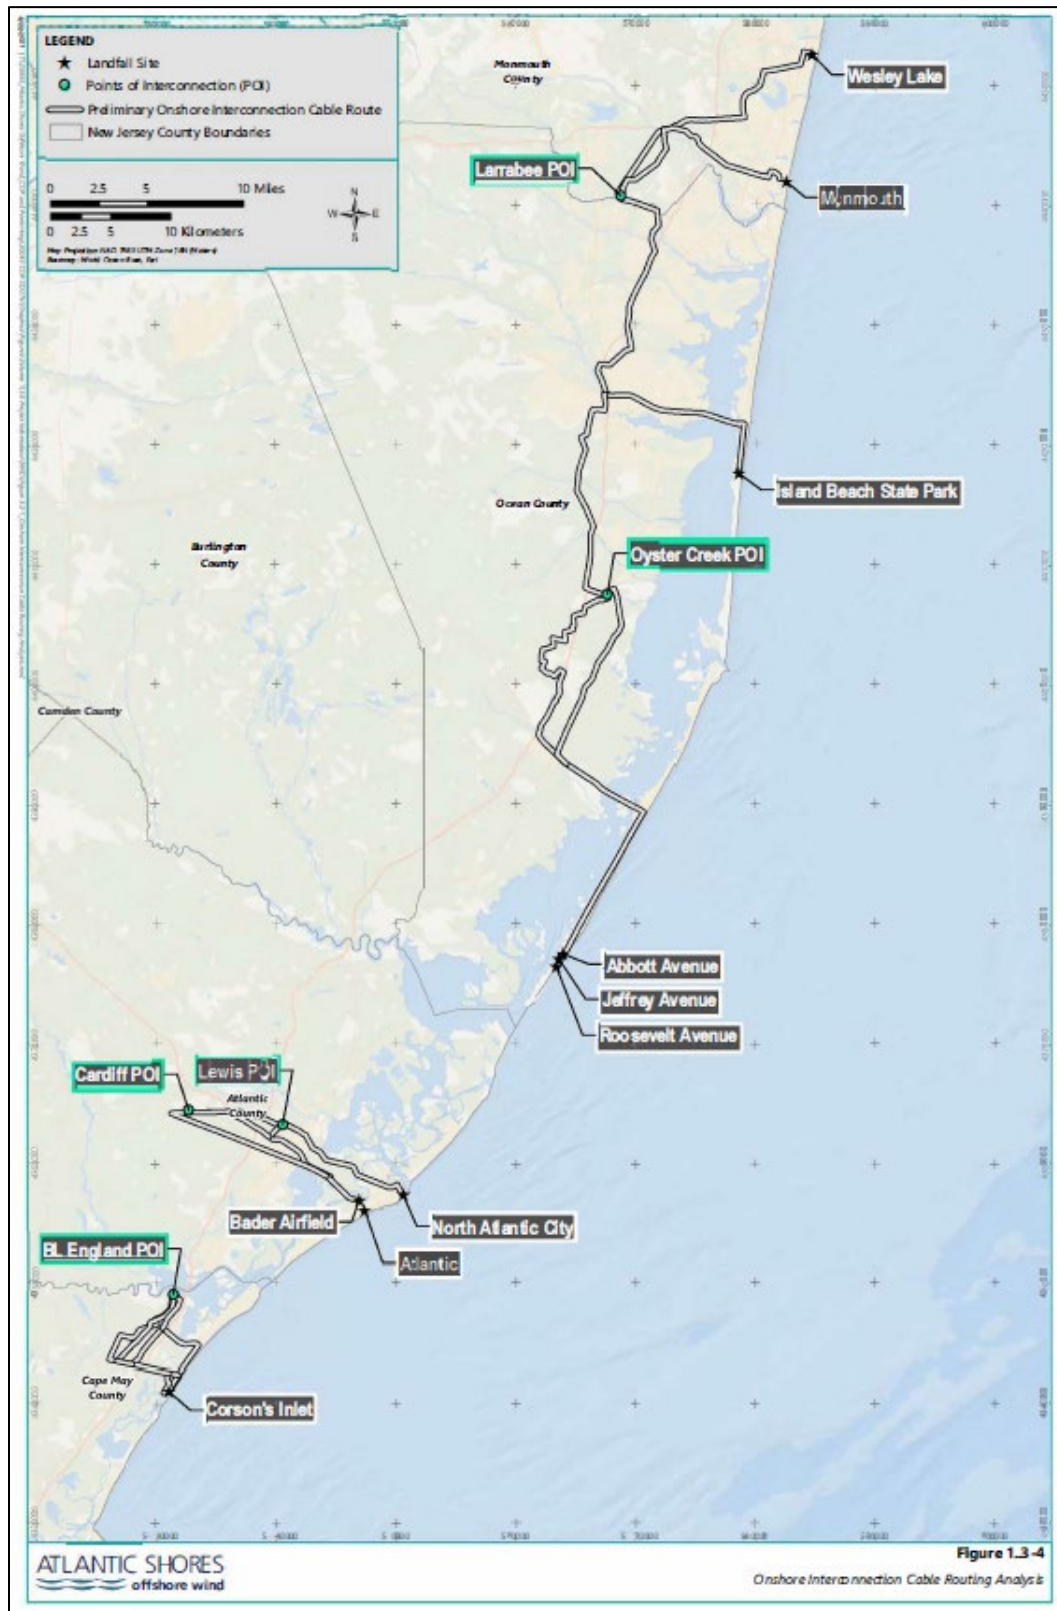 LEGEND
Landfall Site
Points of Interconnection (POI)
Preliminary Onshore Interconnection Cable Route
New Jersey County Boundaries
0 2.5 5 10 Miles
0 2.5 5 10 Kilometers
N
W E
S
Monmouth
County
Wesley Lake
Larrabee POI
Monmouth
Island Beach State Park
Ocean County
Burlington
County
Oyster Creek POI
Camden County
Abbott Avenue
Jeffrey Avenue
Roosevelt Avenue
Cardiff POI
Lewis POI
Atlantic
County
Bader Airfield
North Atlantic City
Atlantic
BL England POI
Cape May
County
Corson's Inlet
ATLANTIC SHORES
offshore wind
Figure 1.3-4
Onshore Interconnection Cable Routing Analysis